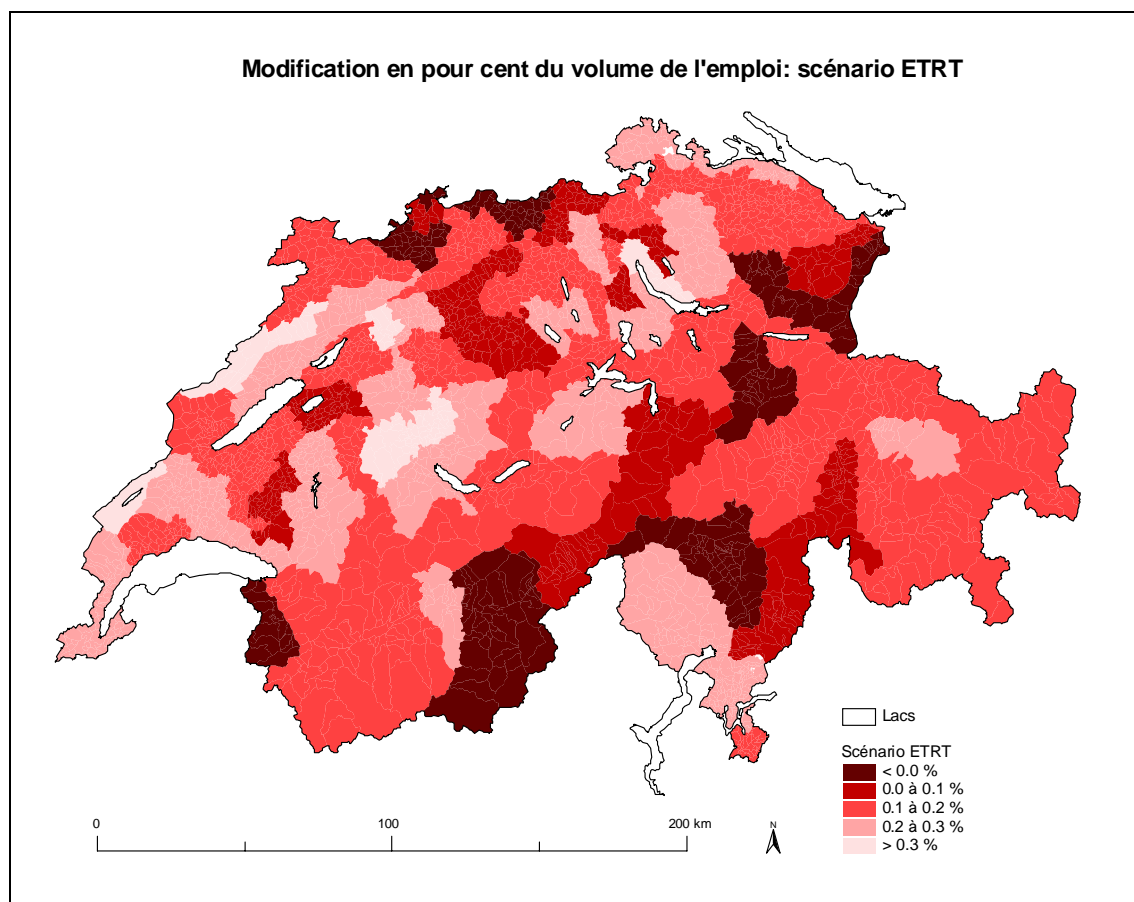 Modification en pour cent du volume de l'emploi: scénario ETRT
Lacs
Scénario ETRT
< 0.0 %
0.0 à 0.1 %
0.1 à 0.2 %
0.2 à 0.3 %
> 0.3 %
0 100 200 km
N